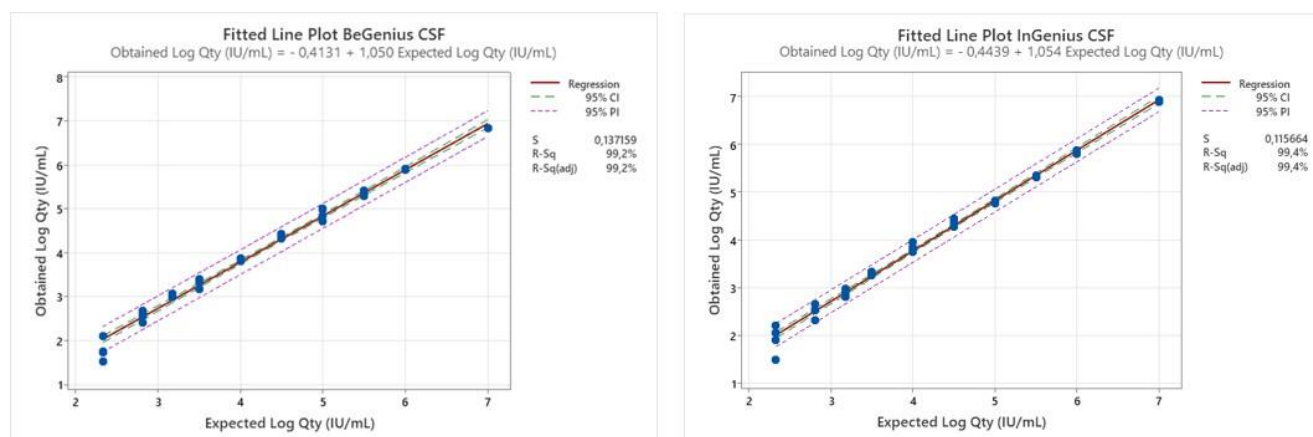 Fitted Line Plot BeGenius CSF
Obtained Log Qty (IU/mL) = - 0,4131 + 1,050 Expected Log Qty (IU/mL)
8
7
6
5
4
3
2
1
Obtained Log Qty (IU/mL)
2 3 4 5 6 7
Expected Log Qty (IU/mL)
Regression
95% CI
95% PI
S 0,137159
R-Sq 99,2%
R-Sq(adj) 99,2%
Fitted Line Plot InGenius CSF
Obtained Log Qty (IU/mL) = - 0,4439 + 1,054 Expected Log Qty (IU/mL)
7
6
5
4
3
2
1
Obtained Log Qty (IU/mL)
2 3 4 5 6 7
Expected Log Qty (IU/mL)
Regression
95% CI
95% PI
S 0,115664
R-Sq 99,4%
R-Sq(adj) 99,4%